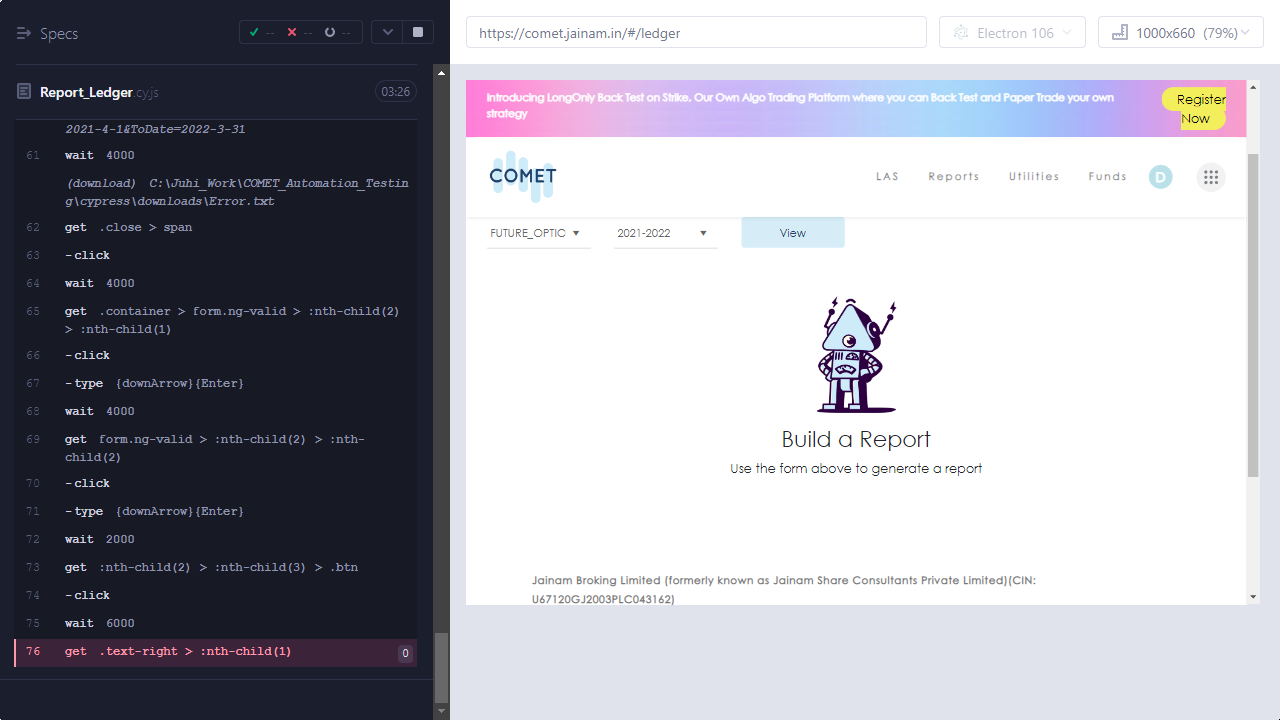 Specs
-- -- --
https://comet.jainam.in/#/ledger
Electron 106
1000x660 (79%)
Report_Ledger.cy.js
03:26
2021-4-1&ToDate=2022-3-31
61 wait 4000
(download) C:\Juhi_Work\COMET_Automation_Testin
g\cypress\downloads\Error.txt
62 get .close > span
63 -click
64 wait 4000
65 get .container > form.ng-valid > :nth-child(2)
> :nth-child(1)
66 -click
67 -type {downArrow}{Enter}
68 wait 4000
69 get form.ng-valid > :nth-child(2) > :nth-
child(2)
70 -click
71 -type {downArrow}{Enter}
72 wait 2000
73 get :nth-child(2) > :nth-child(3) > .btn
74 -click
75 wait 6000
76 get .text-right > :nth-child(1) 0
Introducing LongOnly Back Test on Strike. Our Own Algo Trading Platform where you can Back Test and Paper Trade your own
strategy
Register
Now
COMET
LAS Reports Utilities Funds D
FUTURE_OPTIC 2021-2022 View
Build a Report
Use the form above to generate a report
Jainam Broking Limited (formerly known as Jainam Share Consultants Private Limited)(CIN:
U67120GJ2003PLC043162)